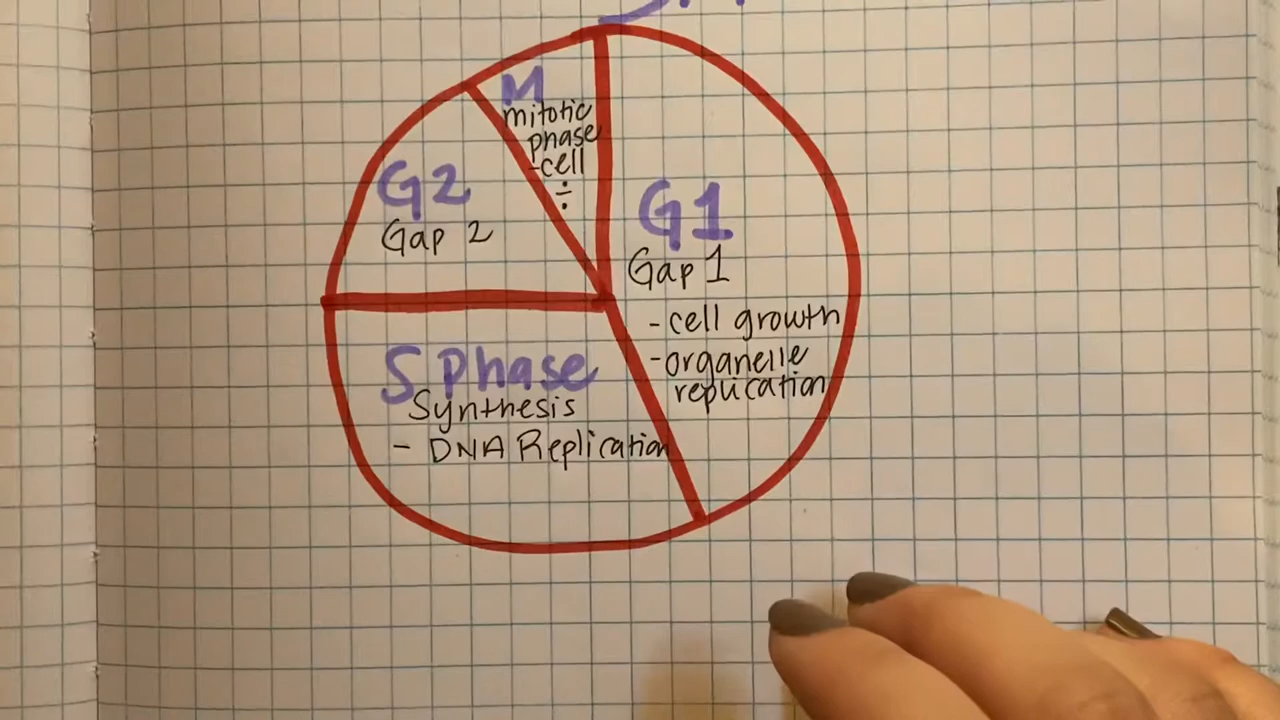 M
mitotic
phase
-cell
÷
G2
Gap 2
G1
Gap 1
- cell growth
- organelle
replication
S Phase
Synthesis
- DNA Replication